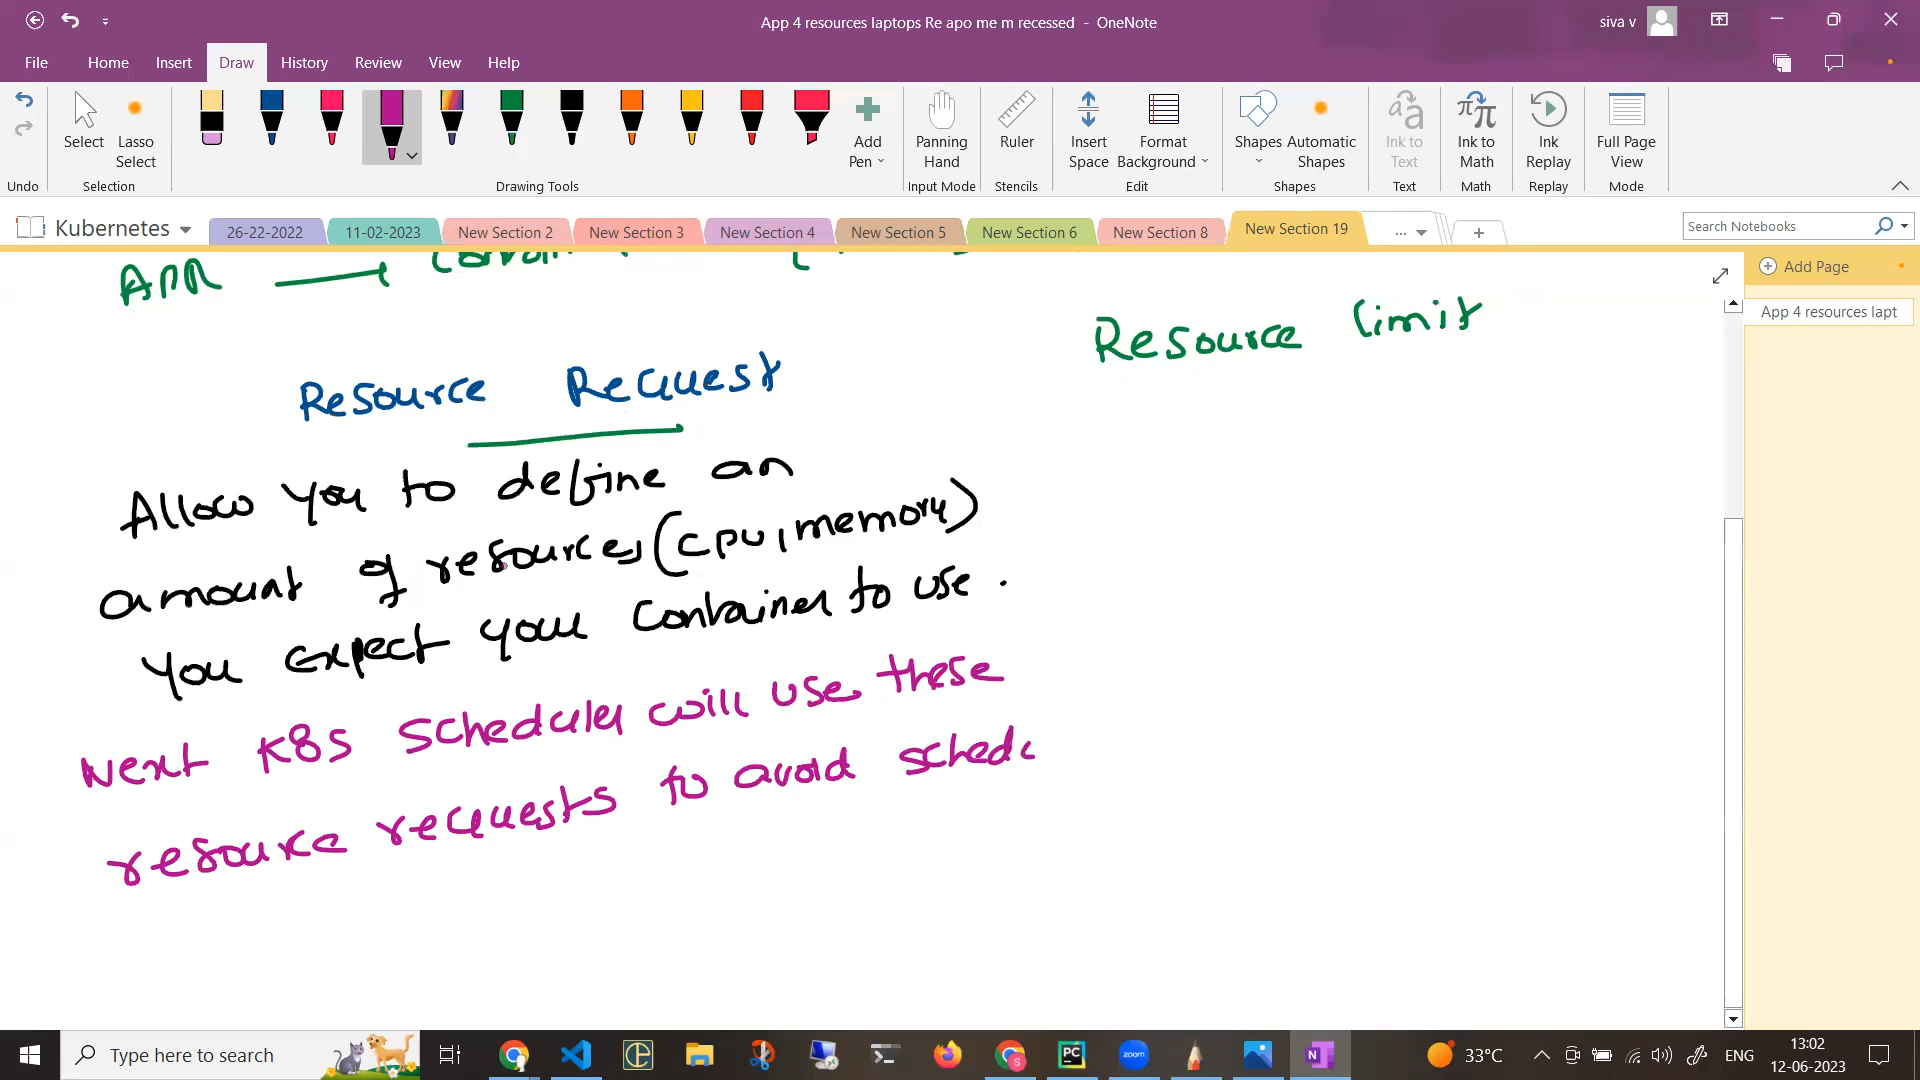 App 4 resources laptops Re apo me m recessed - OneNote
siva v
File Home Insert Draw History Review View Help
Undo
Select
Lasso Select
Selection
Drawing Tools
Add Pen
Panning Hand
Input Mode
Ruler
Stencils
Insert Space
Format Background
Edit
Shapes
Automatic Shapes
Shapes
Ink to Text
Text
Ink to Math
Math
Ink Replay
Replay
Full Page View
Mode
Kubernetes
26-22-2022
11-02-2023
New Section 2
New Section 3
New Section 4
New Section 5
New Section 6
New Section 8
New Section 19
...
Search Notebooks
Add Page
App 4 resources lapt
Resource limit
Resource Request
Allow you to define an
amount of resources (CPU, memory)
you expect your container to use.
Next K8s scheduler will use these
resource requests to avoid sched
Type here to search
PC
zoom
N
33°C
ENG
13:02
12-06-2023